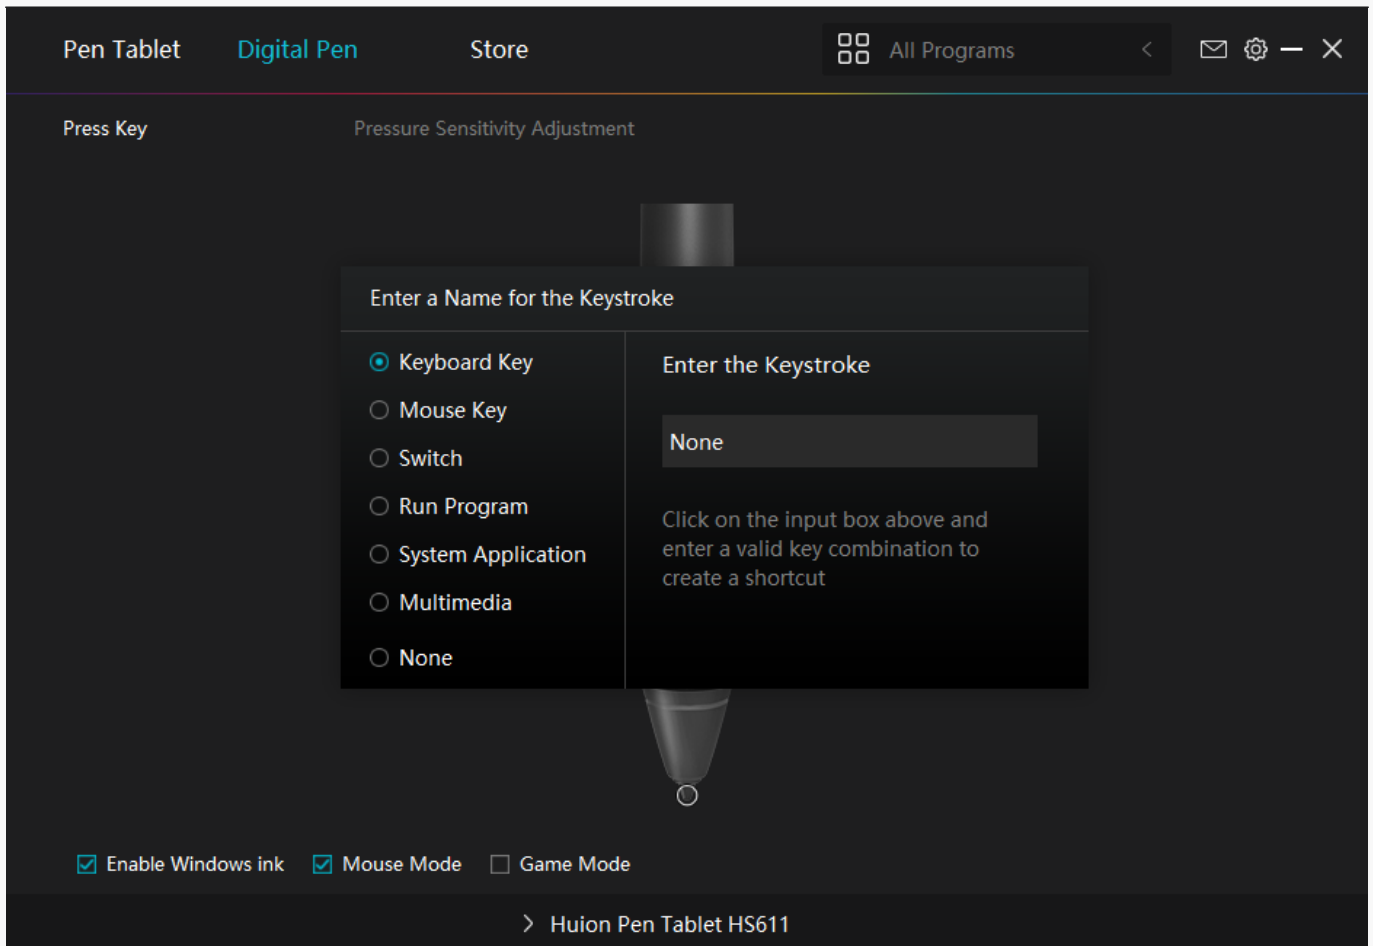 Pen Tablet Digital Pen Store All Programs
Press Key Pressure Sensitivity Adjustment
Enter a Name for the Keystroke
Keyboard Key
Mouse Key
Switch
Run Program
System Application
Multimedia
None
Enter the Keystroke
None
Click on the input box above and
enter a valid key combination to
create a shortcut
Enable Windows ink Mouse Mode Game Mode
Huion Pen Tablet HS611